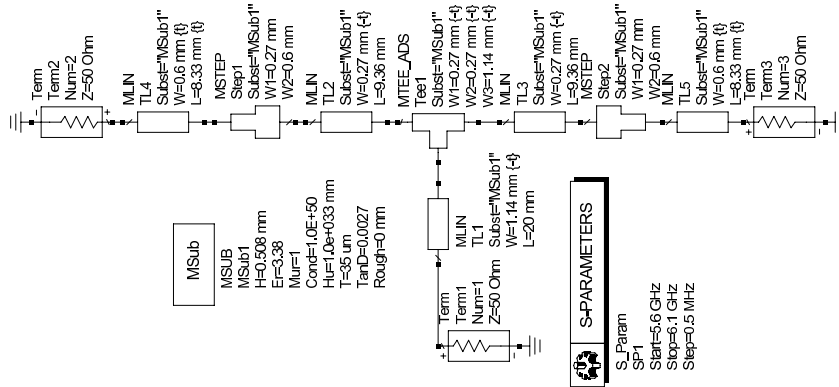 Term
Term2
Num=2
Z=50 Ohm
MLIN
TL4
Subst="MSub1"
W=0.6 mm {t}
L=8.33 mm {t}
MSTEP
Step1
Subst="MSub1"
W1=0.27 mm
W2=0.6 mm
MLIN
TL2
Subst="MSub1"
W=0.27 mm {-t}
L=9.36 mm
MTEE_ADS
Tee1
Subst="MSub1"
W1=0.27 mm {-t}
W2=0.27 mm {-t}
W3=1.14 mm {-t}
MLIN
TL3
Subst="MSub1"
W=0.27 mm {-t}
L=9.36 mm
MSTEP
Step2
Subst="MSub1"
W1=0.27 mm
W2=0.6 mm
MLIN
TL5
Subst="MSub1"
W=0.6 mm {t}
L=8.33 mm {t}
Term
Term3
Num=3
Z=50 Ohm
MSub
MSUB
MSub1
H=0.508 mm
Er=3.38
Mur=1
Cond=1.0E+50
Hu=1.0e+033 mm
T=35 um
TanD=0.0027
Rough=0 mm
MLIN
TL1
Subst="MSub1"
W=1.14 mm {-t}
L=20 mm
Term
Term1
Num=1
Z=50 Ohm
S-PARAMETERS
S_Param
SP1
Start=5.6 GHz
Stop=6.1 GHz
Step=0.5 MHz